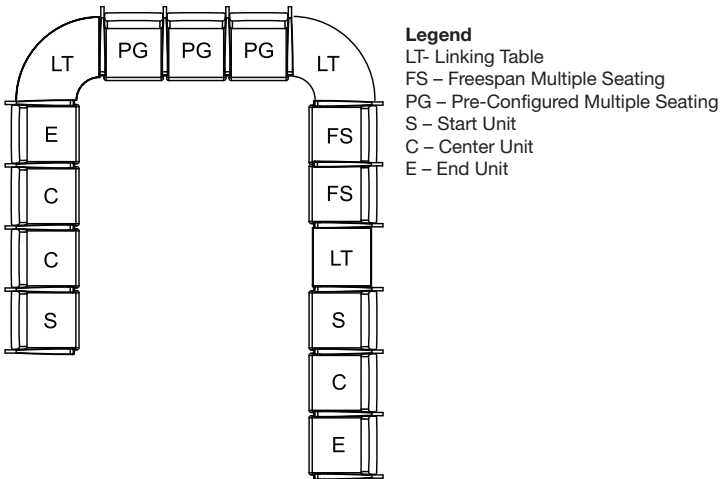 LT PG PG PG LT
E FS
C FS
C LT
S S
C
E
Legend
LT- Linking Table
FS – Freespan Multiple Seating
PG – Pre-Configured Multiple Seating
S – Start Unit
C – Center Unit
E – End Unit